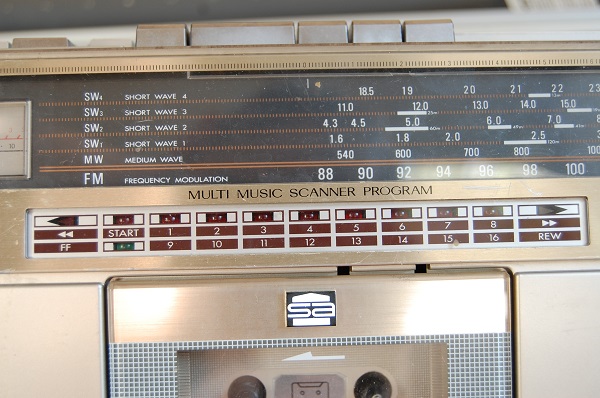 SW4 SHORT WAVE 4 18.5 19 20 21 22
SW3 SHORT WAVE 3 11.0 12.0 13.0 14.0 15.0
SW2 SHORT WAVE 2 4.3 4.5 5.0 6.0 7.0
SW1 SHORT WAVE 1 1.6 1.8 2.0 2.5
MW MEDIUM WAVE 540 600 700 800 100
FM FREQUENCY MODULATION 88 90 92 94 96 98 100
MULTI MUSIC SCANNER PROGRAM
START 1 2 3 4 5 6 7 8
FF 9 10 11 12 13 14 15 16 REW
sa
10